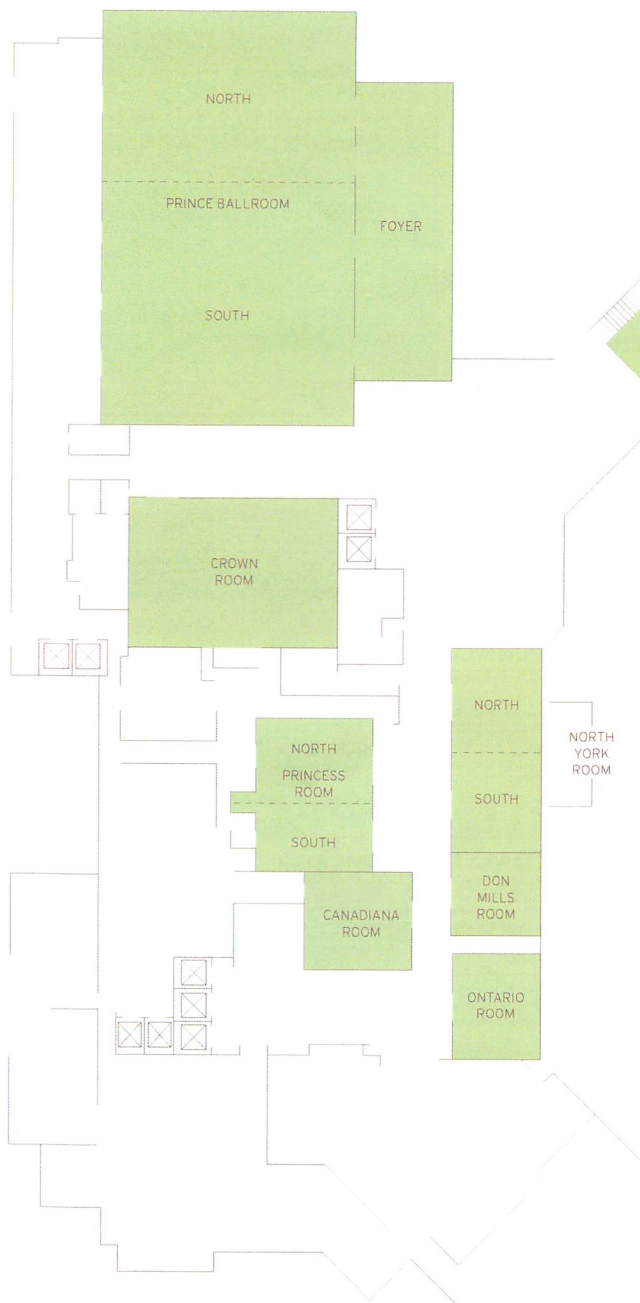 NORTH
PRINCE BALLROOM
FOYER
SOUTH
CROWN
ROOM
NORTH
PRINCESS
ROOM
SOUTH
NORTH
SOUTH
NORTH
YORK
ROOM
DON
MILLS
ROOM
CANADIANA
ROOM
ONTARIO
ROOM